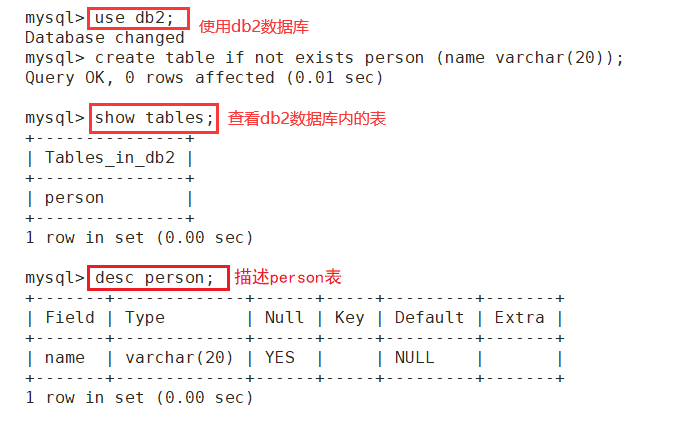 mysql> use db2; 使用db2数据库
Database changed
mysql> create table if not exists person (name varchar(20));
Query OK, 0 rows affected (0.01 sec)
mysql> show tables; 查看db2数据库内的表
+---------------+
| Tables_in_db2 |
+---------------+
| person        |
+---------------+
1 row in set (0.00 sec)
mysql> desc person; 描述person表
+-------+-------------+------+-----+---------+-------+
| Field | Type        | Null | Key | Default | Extra |
+-------+-------------+------+-----+---------+-------+
| name  | varchar(20) | YES  |     | NULL    |       |
+-------+-------------+------+-----+---------+-------+
1 row in set (0.00 sec)